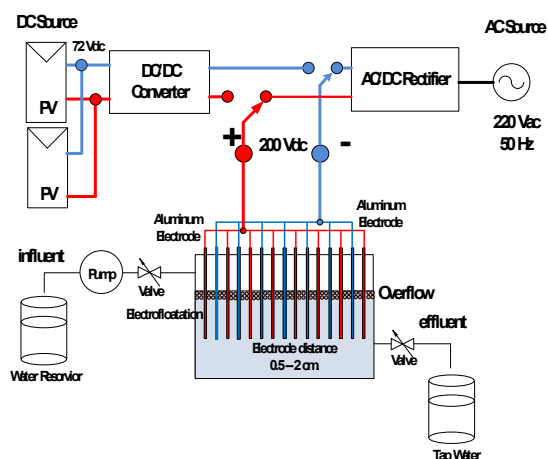 DC Source
AC Source
72 Vdc
PV
PV
DC/DC
Converter
AC/DC Rectifier
220 Vac
50 Hz
+
200 Vdc
-
Aluminum
Electrode
Aluminum
Electrode
influent
Pump
Valve
Electrofloatation
Overflow
effluent
Valve
Electrode distance
0.5 – 2 cm
Water Resorvior
Tap Water